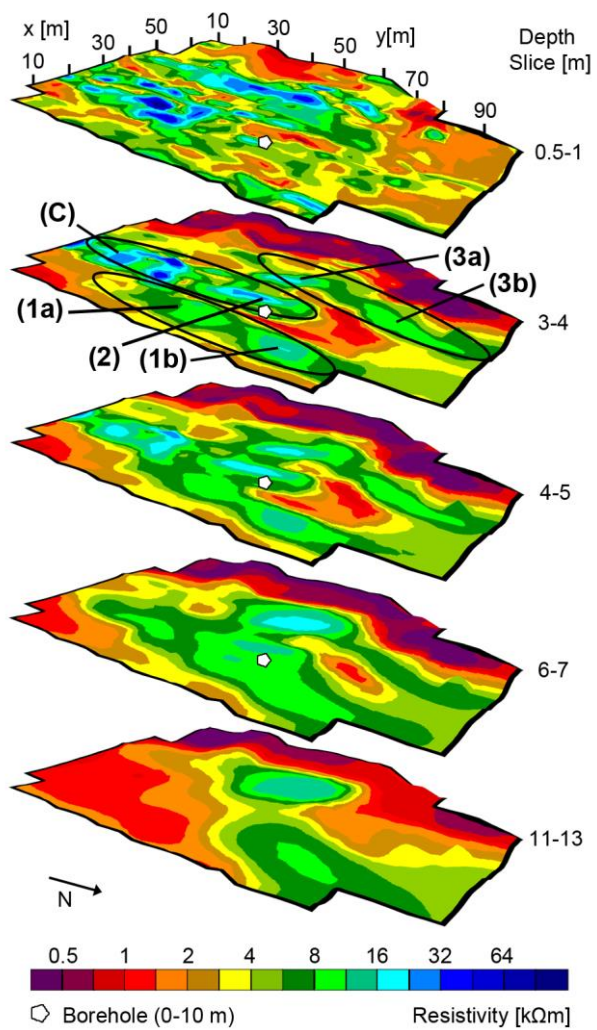 x [m] 10 30 y[m] Depth
10 30 50 50 Slice [m]
70
90
0.5-1
(C) (3a)
(3b)
(1a) 3-4
(2)
(1b)
4-5
6-7
11-13
N
0.5 1 2 4 8 16 32 64
Borehole (0-10 m) Resistivity [kΩm]